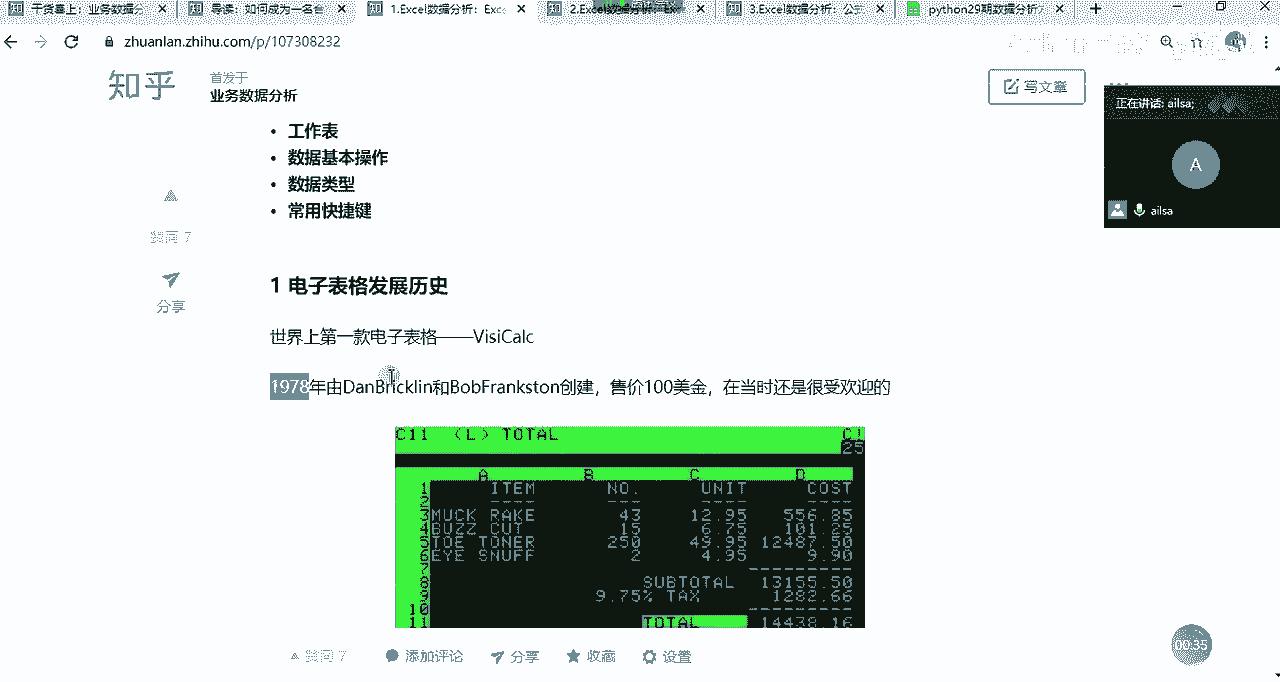 干货奉上：业务数据分
导读：如何成为一名合
1.Excel数据分析：Exc
2.Excel数据分析：Ex
3.Excel数据分析：公式
python29期数据分析
zhuanlan.zhihu.com/p/107308232
知乎
首发于
业务数据分析
写文章
正在讲话: ailsa;
A
ailsa
• 工作表
• 数据基本操作
• 数据类型
• 常用快捷键
赞同 7
分享
1 电子表格发展历史
世界上第一款电子表格——VisiCalc
1978年由DanBricklin和BobFrankston创建，售价100美金，在当时还是很受欢迎的
C11 (L) TOTAL C1
25
A B C D
1 ITEM NO. UNIT COST
2 ---- ---- ---- ----
3 MUCK RAKE 43 12.95 556.85
4 BUZZ CUT 15 6.75 101.25
5 TOE TONER 250 49.95 12487.50
6 EYE SNUFF 2 4.95 9.90
7 ---------
8 SUBTOTAL 13155.50
9 9.75% TAX 1282.66
10 ---------
11 TOTAL 14438.16
赞同 7 添加评论 分享 收藏 设置
00:35